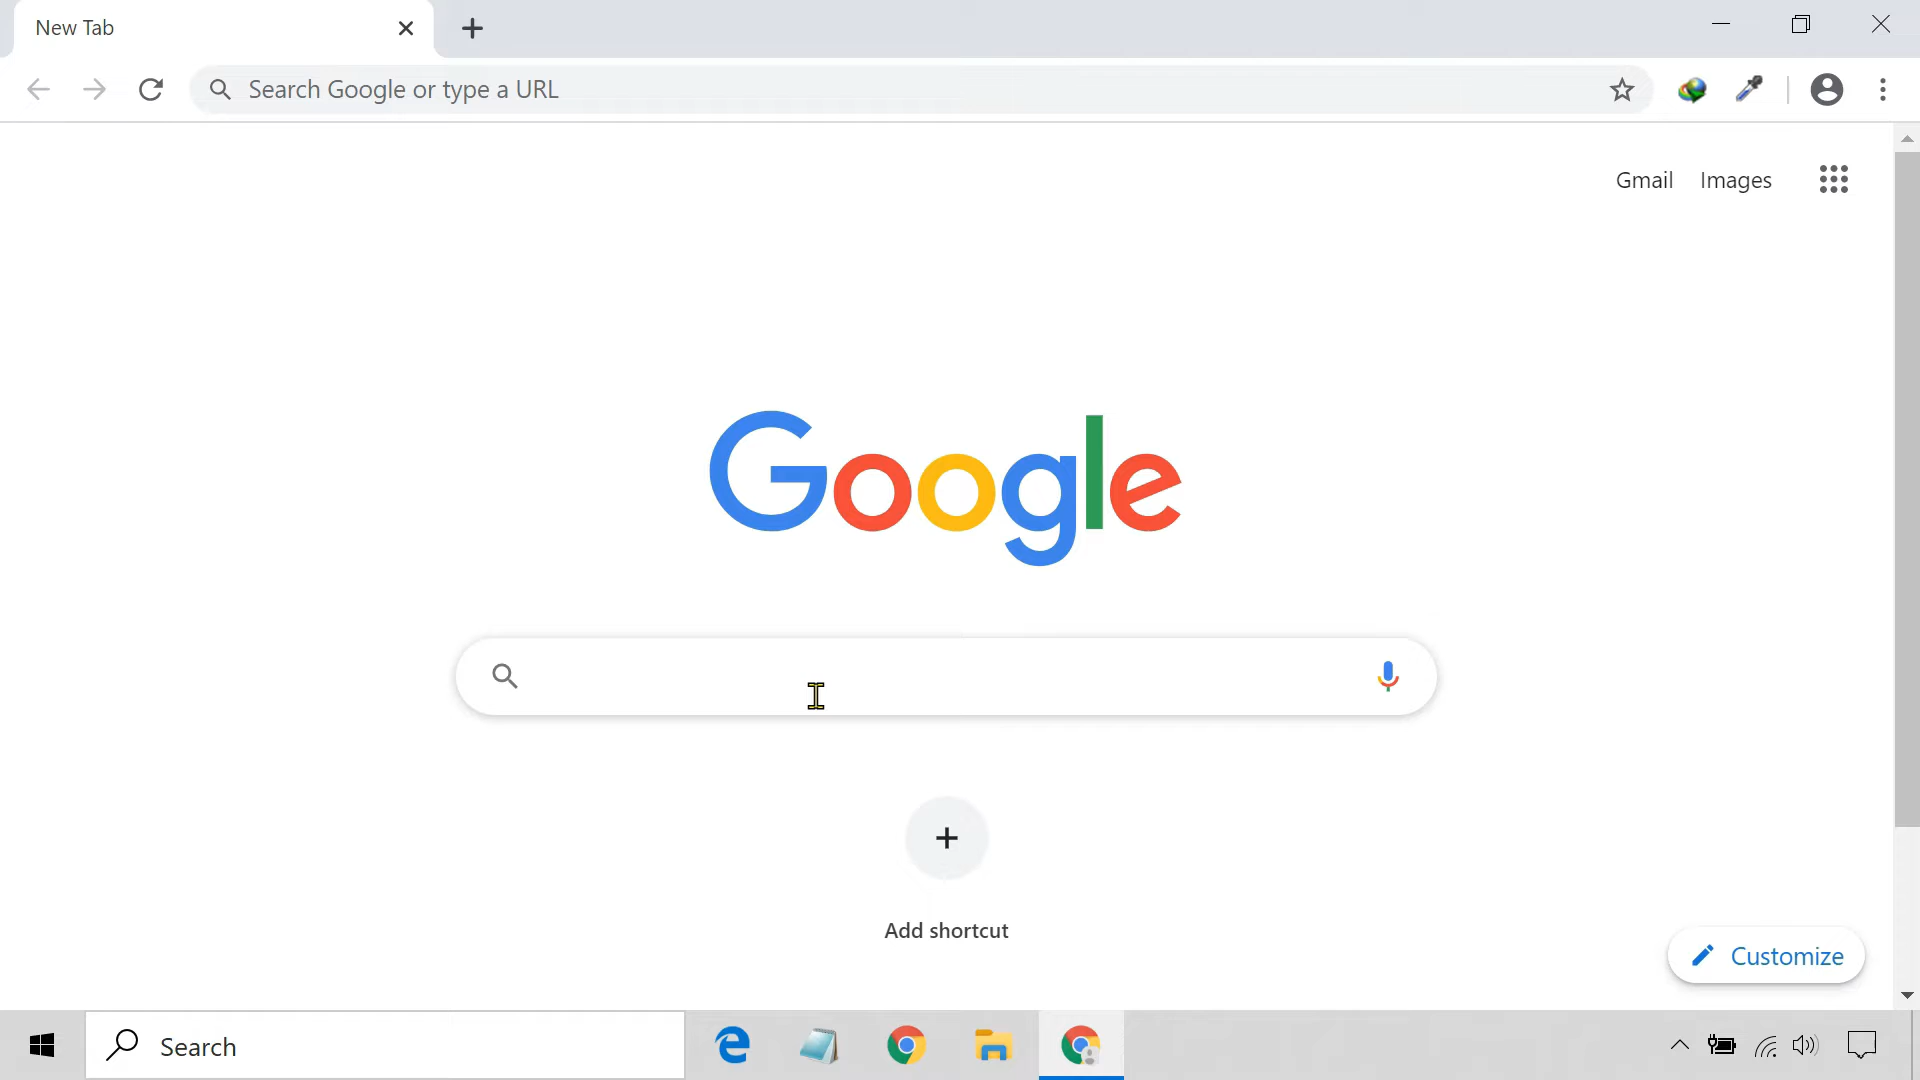 New Tab
Search Google or type a URL
Gmail Images
Google
Add shortcut
Customize
Search